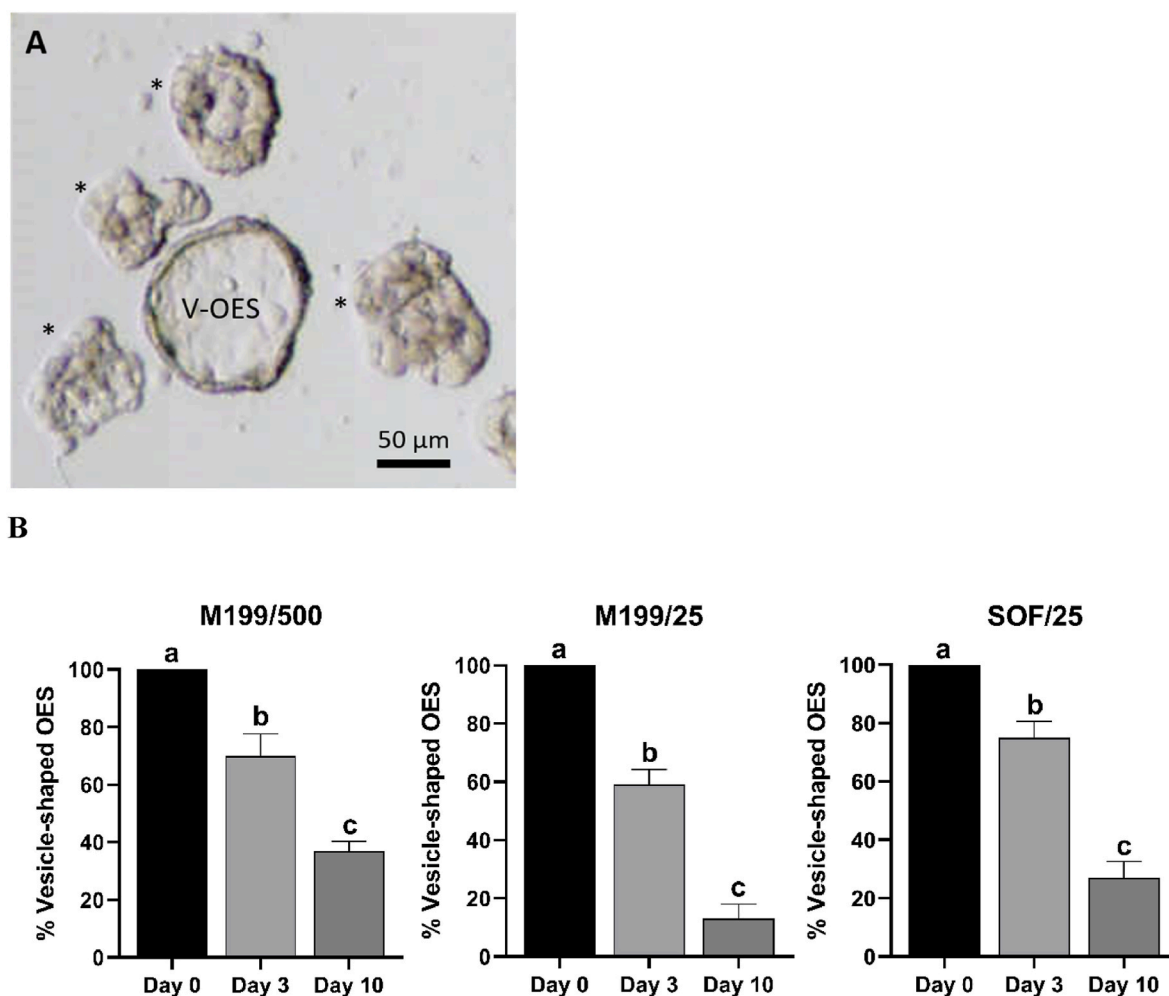 A
*
*
V-OES
*
*
50 µm
B
M199/500
% Vesicle-shaped OES
100
80
60
40
20
0
a
b
c
Day 0 Day 3 Day 10
M199/25
% Vesicle-shaped OES
100
80
60
40
20
0
a
b
c
Day 0 Day 3 Day 10
SOF/25
% Vesicle-shaped OES
100
80
60
40
20
0
a
b
c
Day 0 Day 3 Day 10